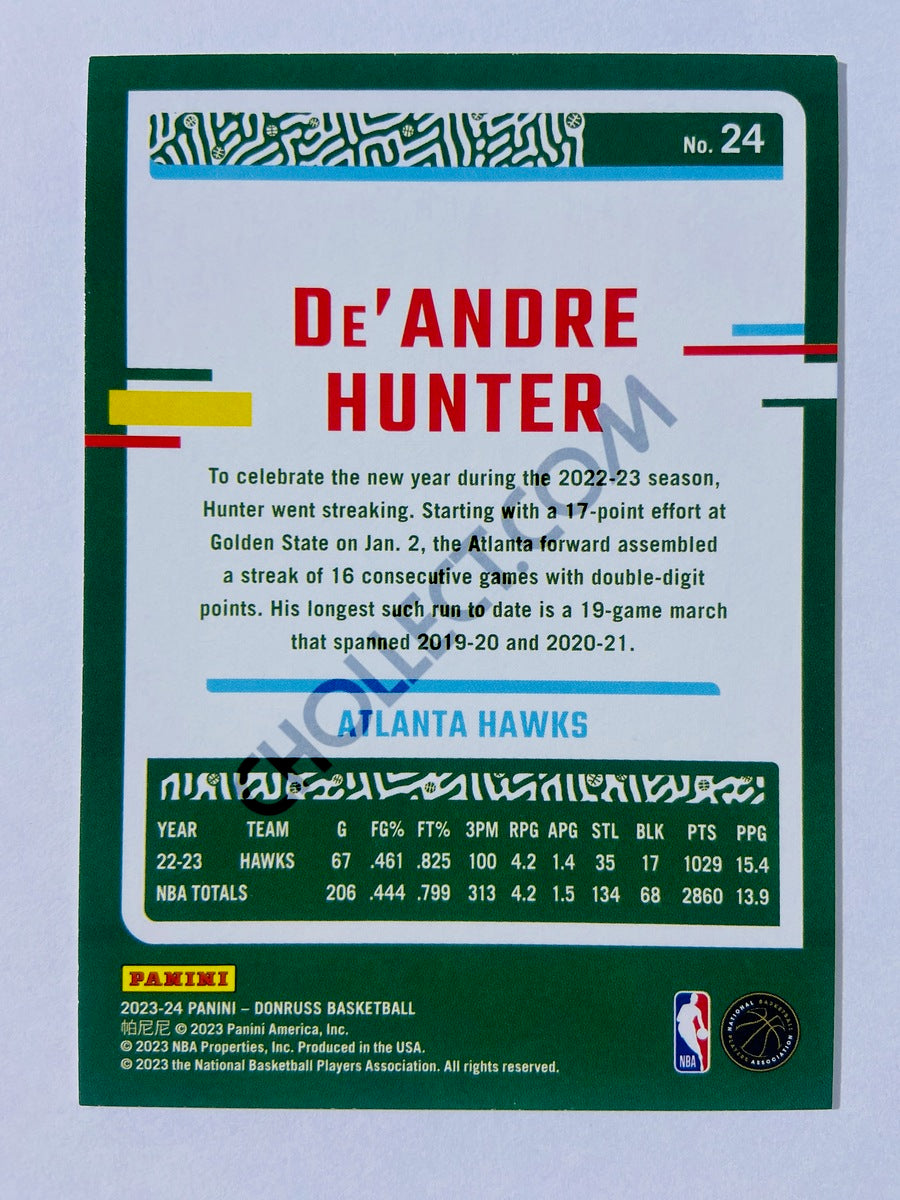 No. 24
De'ANDRE
HUNTER
To celebrate the new year during the 2022-23 season,
Hunter went streaking. Starting with a 17-point effort at
Golden State on Jan. 2, the Atlanta forward assembled
a streak of 16 consecutive games with double-digit
points. His longest such run to date is a 19-game march
that spanned 2019-20 and 2020-21.
CHOLLECT.COM
ATLANTA HAWKS
YEAR TEAM G FG% FT% 3PM RPG APG STL BLK PTS PPG
22-23 HAWKS 67 .461 .825 100 4.2 1.4 35 17 1029 15.4
NBA TOTALS 206 .444 .799 313 4.2 1.5 134 68 2860 13.9
PANINI
2023-24 PANINI – DONRUSS BASKETBALL
帕尼尼 © 2023 Panini America, Inc.
© 2023 NBA Properties, Inc. Produced in the USA.
© 2023 the National Basketball Players Association. All rights reserved.
NBA
NATIONAL BASKETBALL
PLAYERS ASSOCIATION